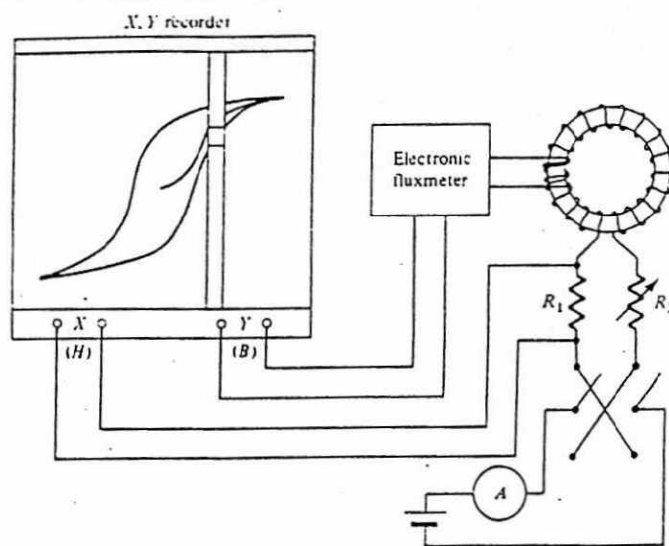 X, Y recorder
Electronic
fluxmeter
R1
R
X
Y
(H)
(B)
A